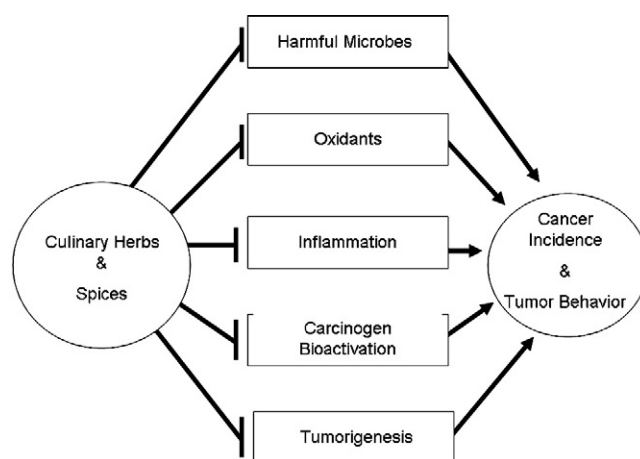 Harmful Microbes
Oxidants
Culinary Herbs
&
Spices
Inflammation
Carcinogen
Bioactivation
Tumorigenesis
Cancer
Incidence
&
Tumor Behavior